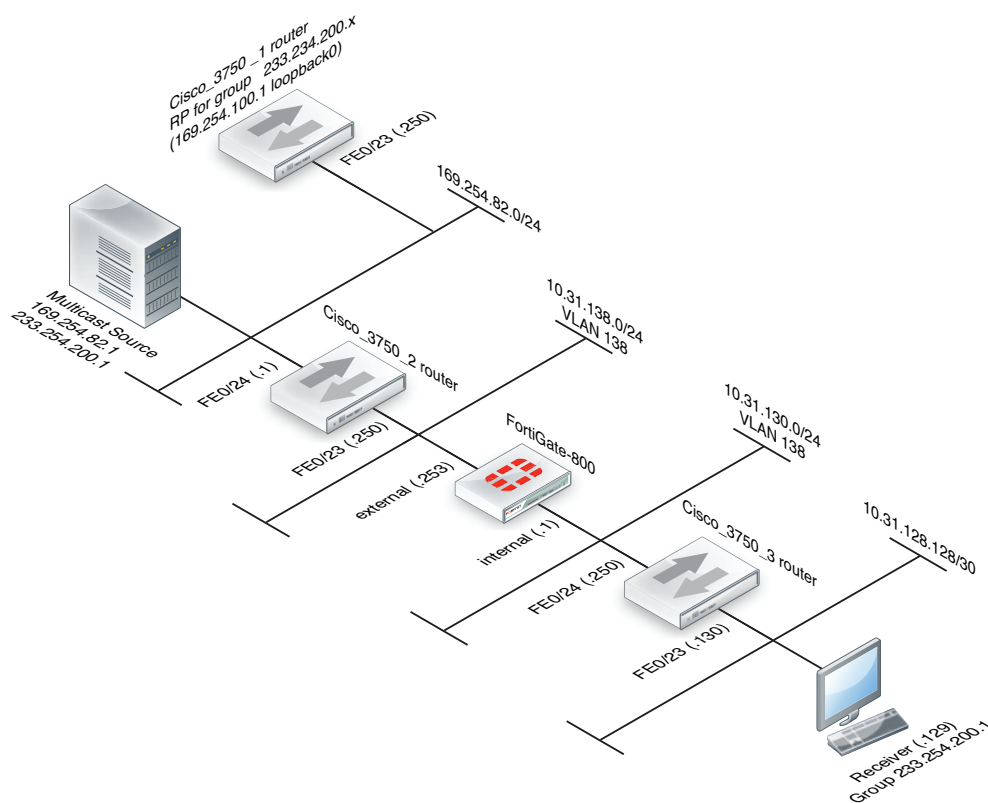 Cisco_3750 _1 router
RP for group 233.234.200.x
(169.254.100.1 loopback0)
FE0/23 (.250)
169.254.82.0/24
Multicast Source
169.254.82.1
233.254.200.1
FE0/24 (.1)
Cisco_3750_2 router
10.31.138.0/24
VLAN 138
FE0/23 (.250)
external (.253)
FortiGate-800
10.31.130.0/24
VLAN 138
internal (.1)
FE0/24 (.250)
Cisco_3750_3 router
10.31.128.128/30
FE0/23 (.130)
Receiver (.129)
Group 233.254.200.1